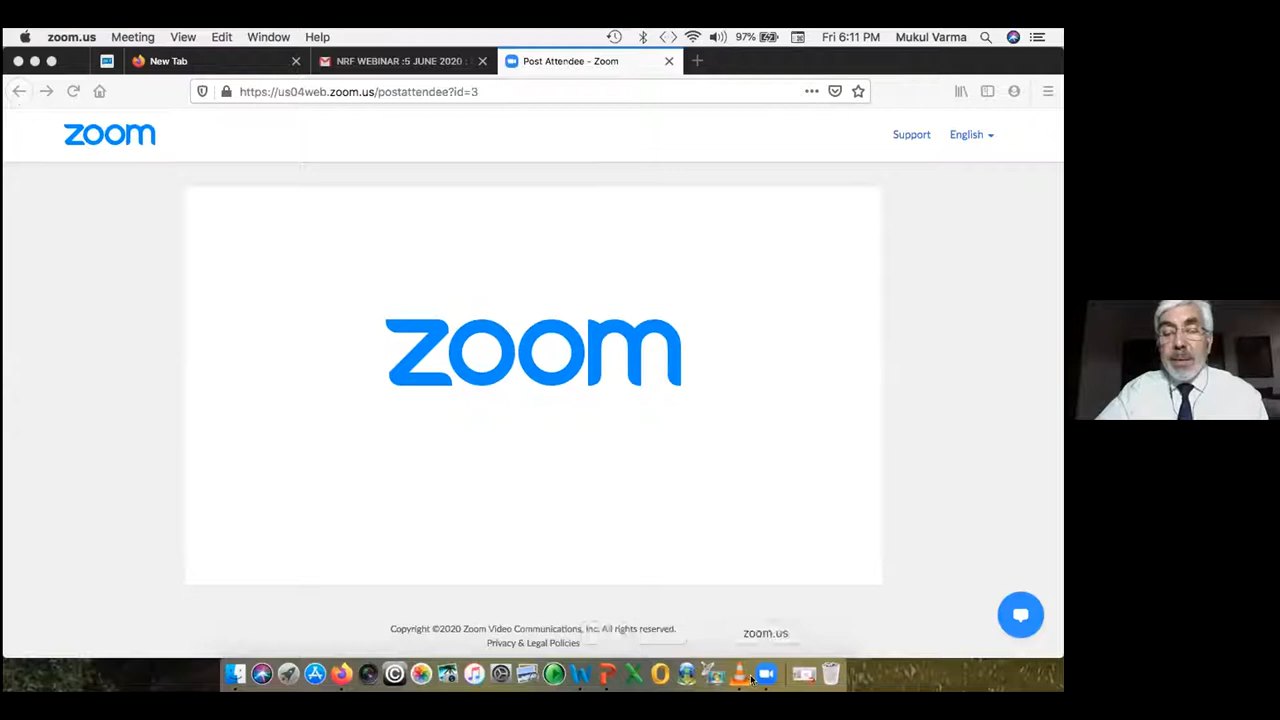 zoom.us Meeting View Edit Window Help 97% Fri 6:11 PM Mukul Varma
New Tab NRF WEBINAR :5 JUNE 2020 : Post Attendee - Zoom
https://us04web.zoom.us/postattendee?id=3
zoom Support English
zoom
Copyright ©2020 Zoom Video Communications, Inc. All rights reserved.
Privacy & Legal Policies
zoom.us